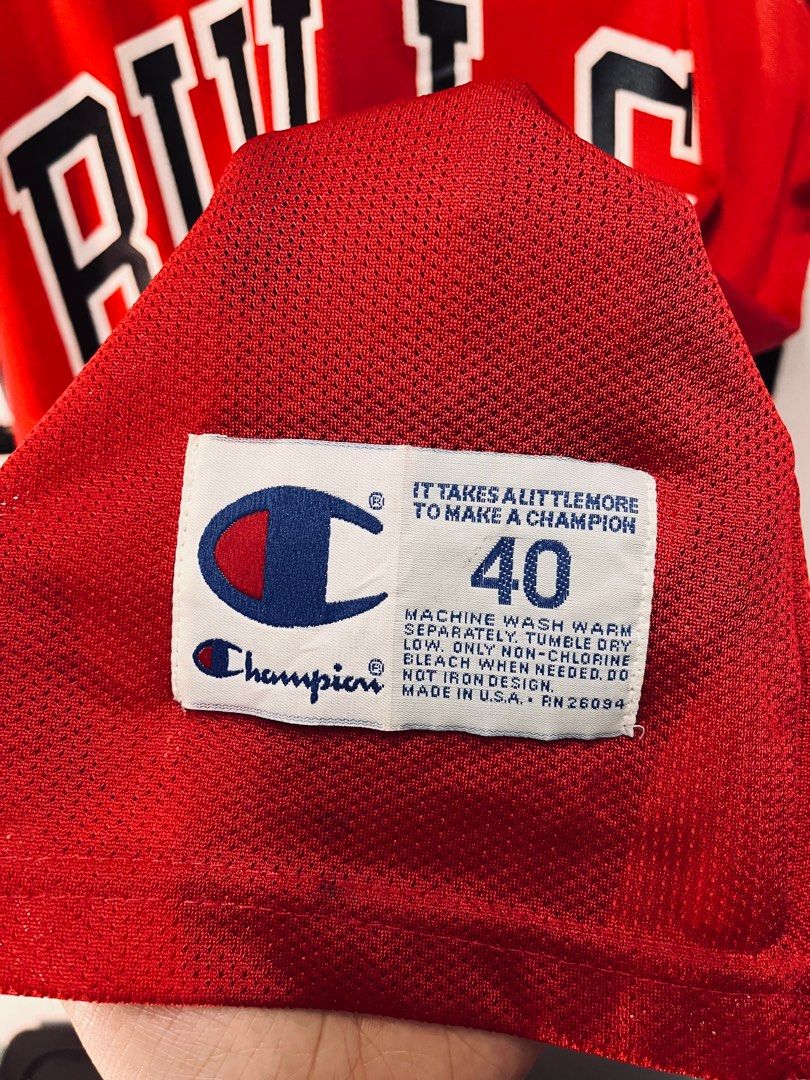 BULLS
®
Champion®
IT TAKES A LITTLE MORE
TO MAKE A CHAMPION
40
MACHINE WASH WARM
SEPARATELY. TUMBLE DRY
LOW. ONLY NON-CHLORINE
BLEACH WHEN NEEDED. DO
NOT IRON DESIGN.
MADE IN U.S.A. • RN 26094